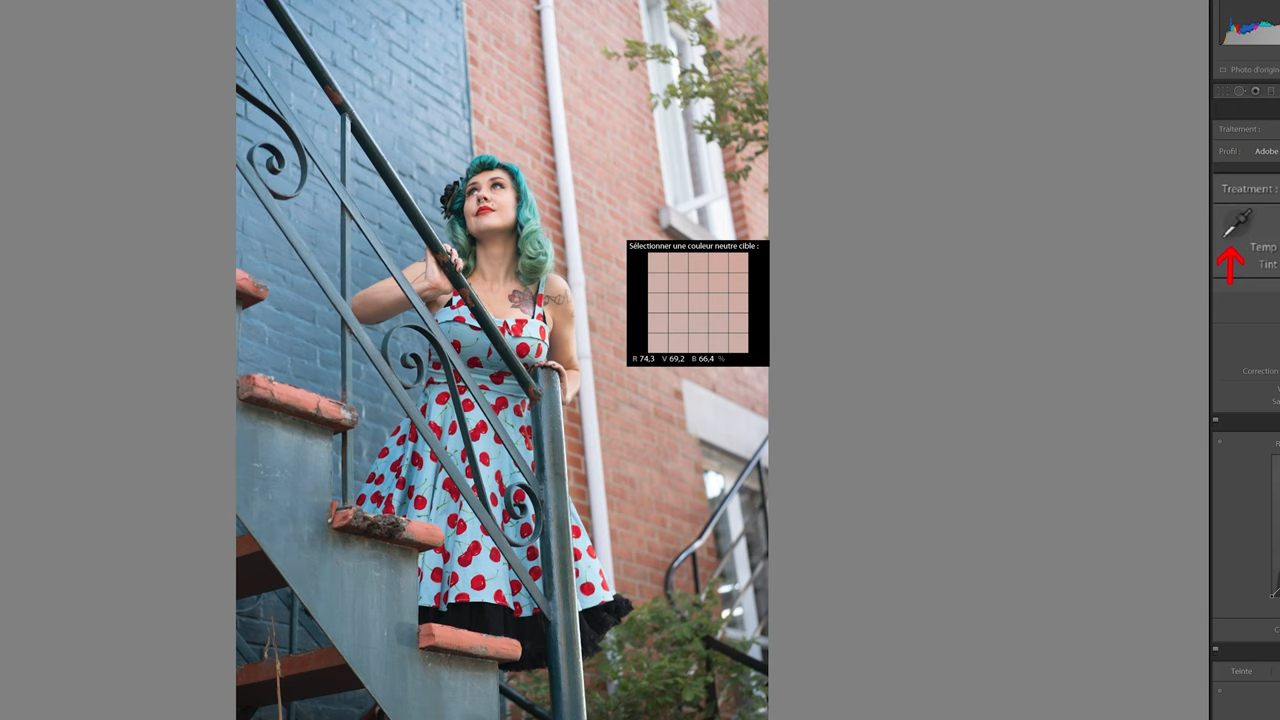 Photo d'origin
Traitement :
Profil : Adobe
Treatment :
Sélectionner une couleur neutre cible :
Temp
Tint
R 74,3 V 69,2 B 66,4 %
Correction
Sa
Teinte